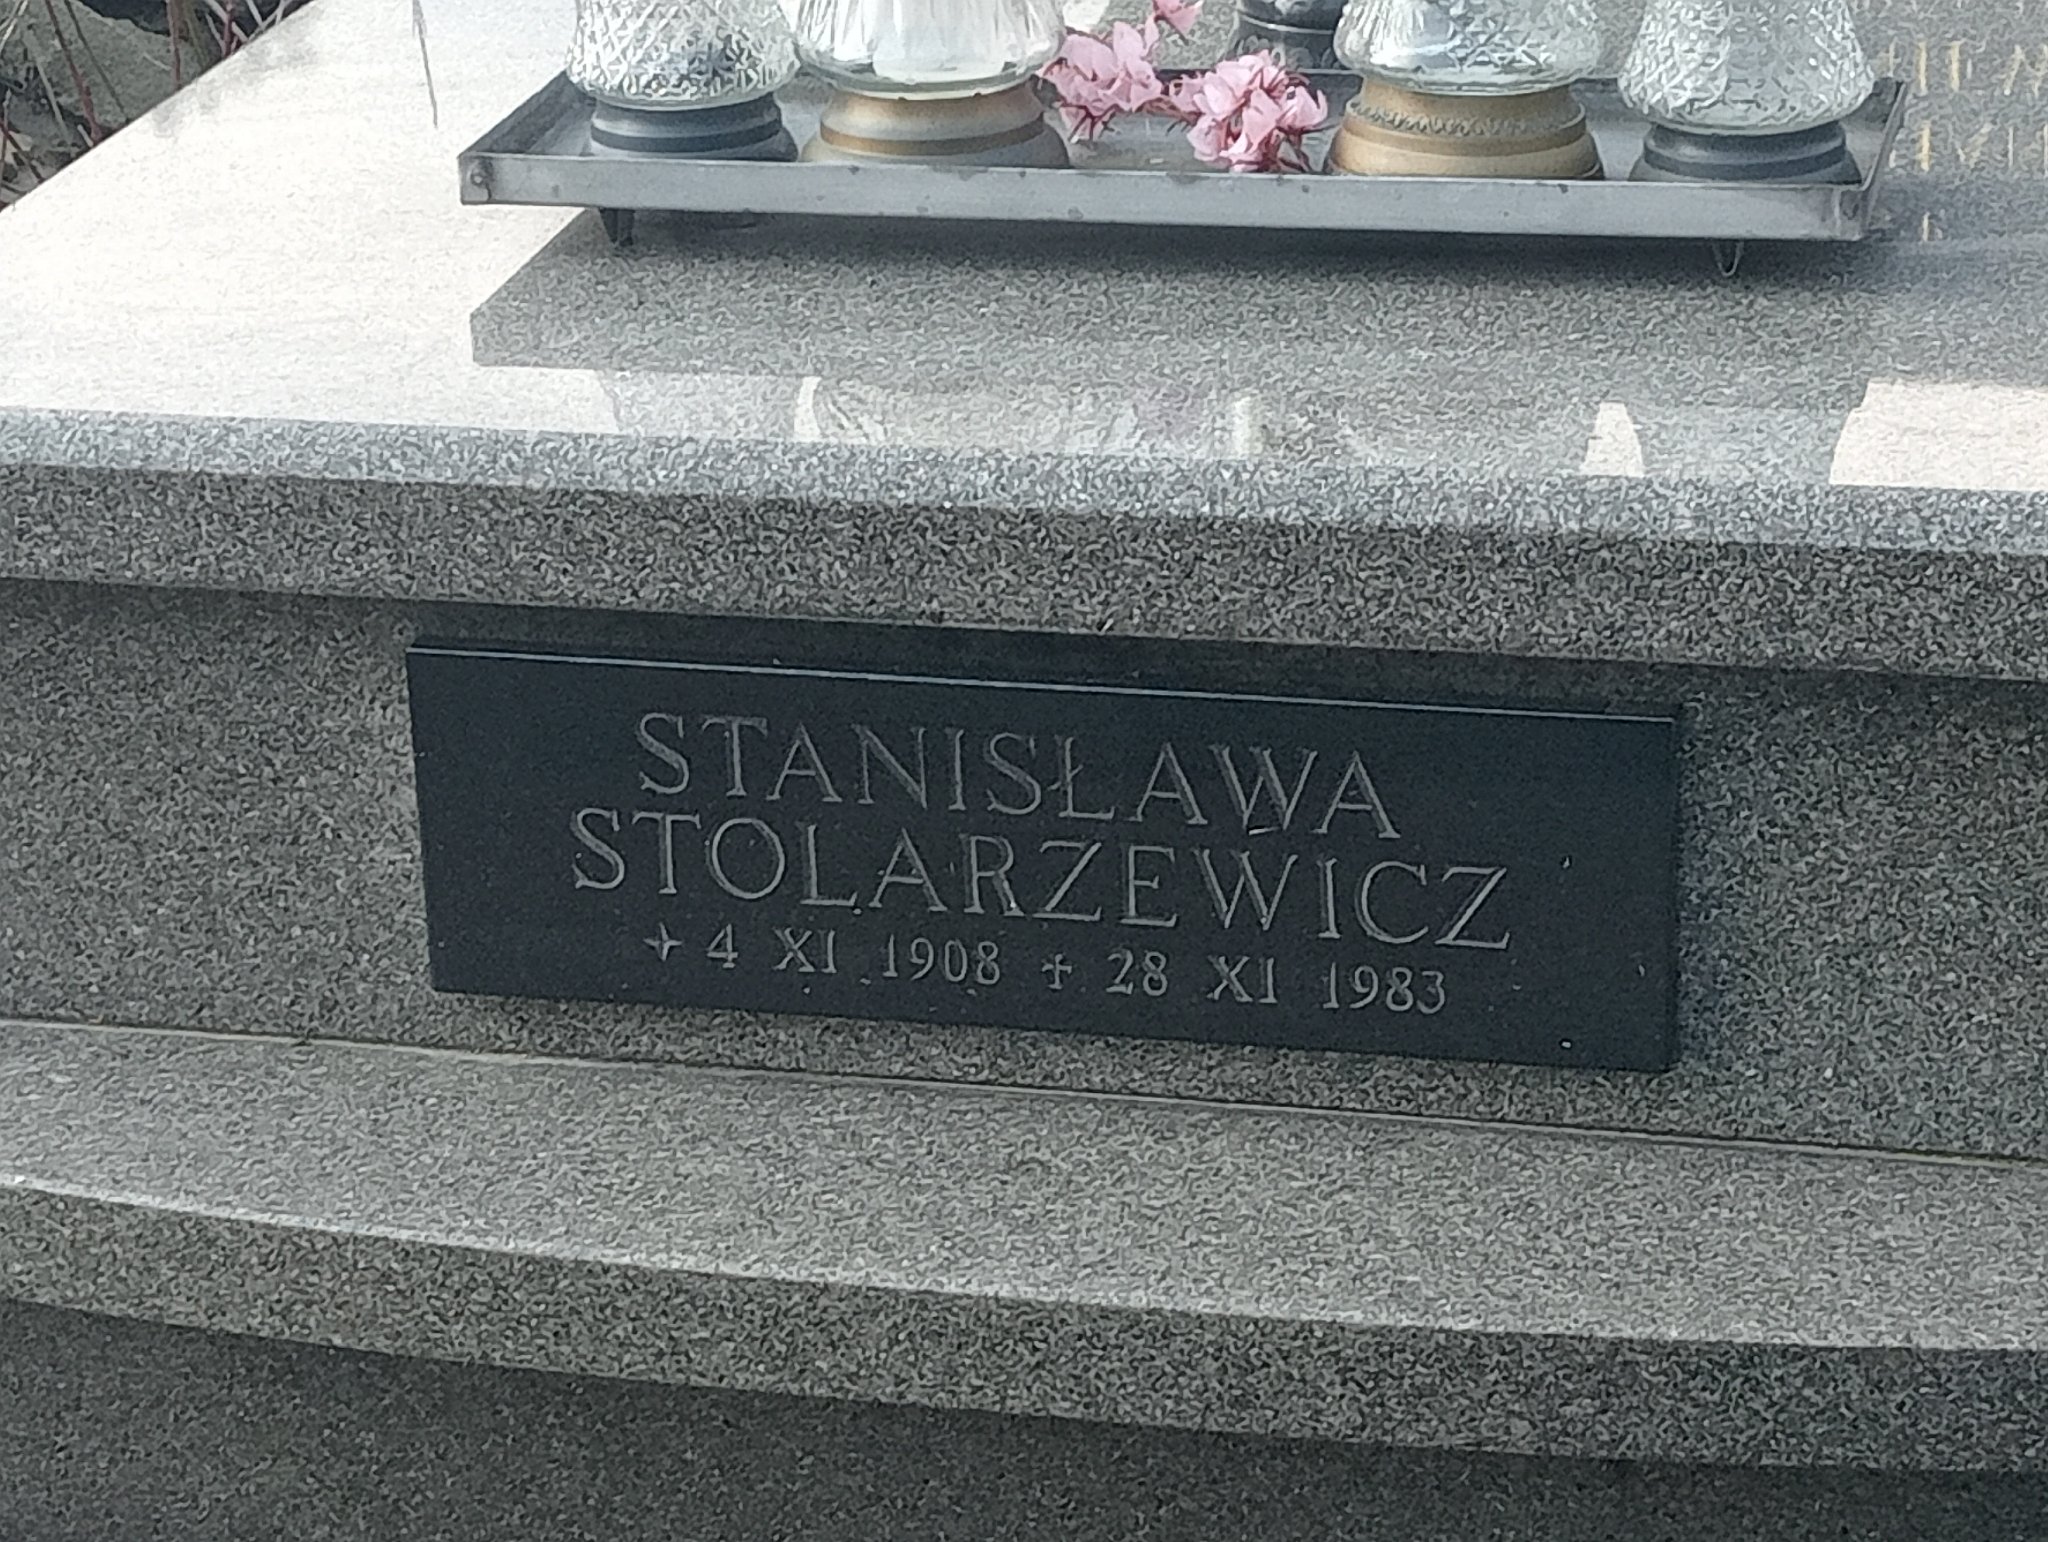 STANISŁAWA
STOLARZEWICZ
+ 4 XI 1908 + 28 XI 1983